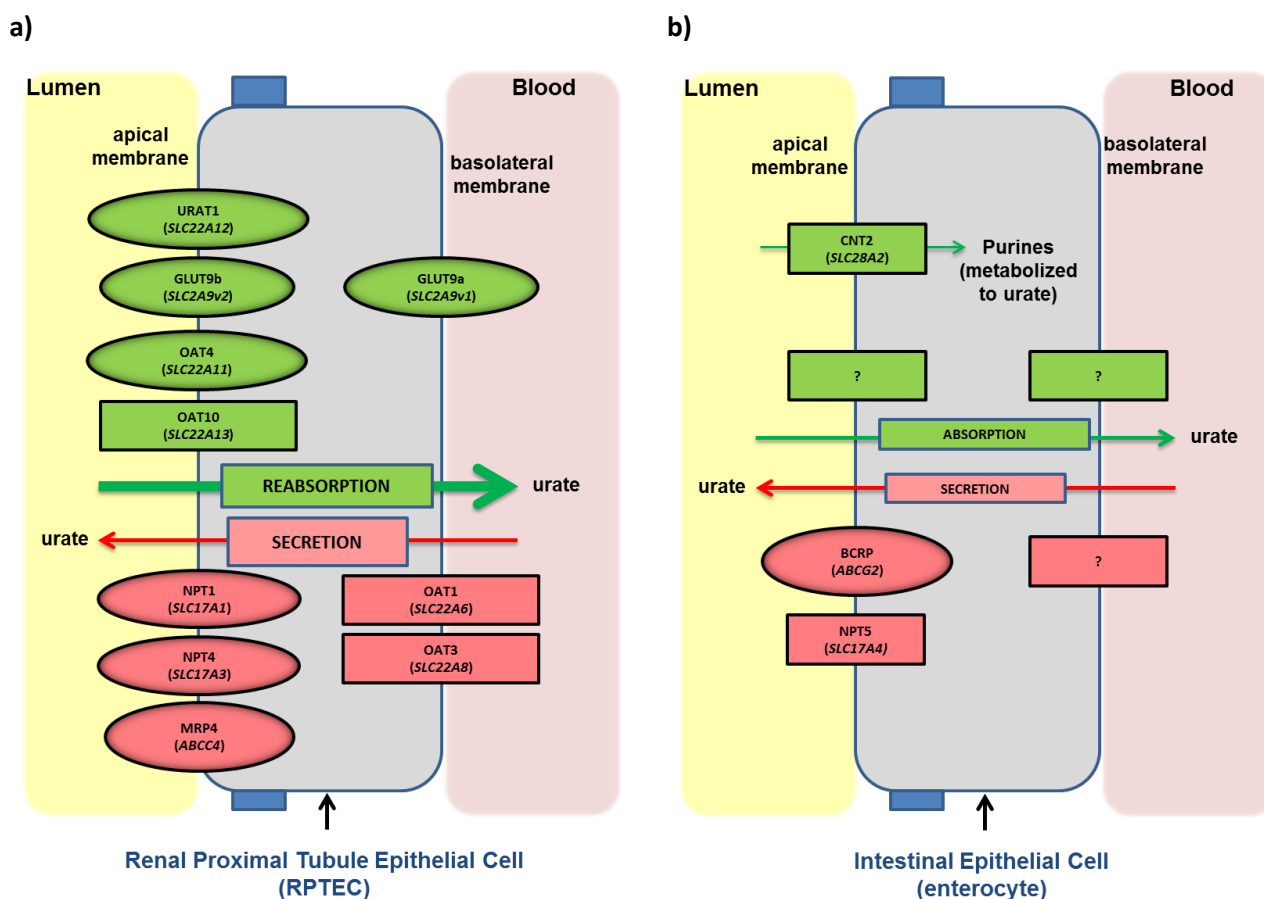 a)
Lumen
Blood
apical
membrane
basolateral
membrane
URAT1
(SLC22A12)
GLUT9b
(SLC2A9v2)
GLUT9a
(SLC2A9v1)
OAT4
(SLC22A11)
OAT10
(SLC22A13)
REABSORPTION
urate
urate
SECRETION
NPT1
(SLC17A1)
OAT1
(SLC22A6)
NPT4
(SLC17A3)
OAT3
(SLC22A8)
MRP4
(ABCC4)
Renal Proximal Tubule Epithelial Cell
(RPTEC)
b)
Lumen
Blood
apical
membrane
basolateral
membrane
CNT2
(SLC28A2)
Purines
(metabolized
to urate)
?
?
ABSORPTION
urate
urate
SECRETION
BCRP
(ABCG2)
?
NPT5
(SLC17A4)
Intestinal Epithelial Cell
(enterocyte)